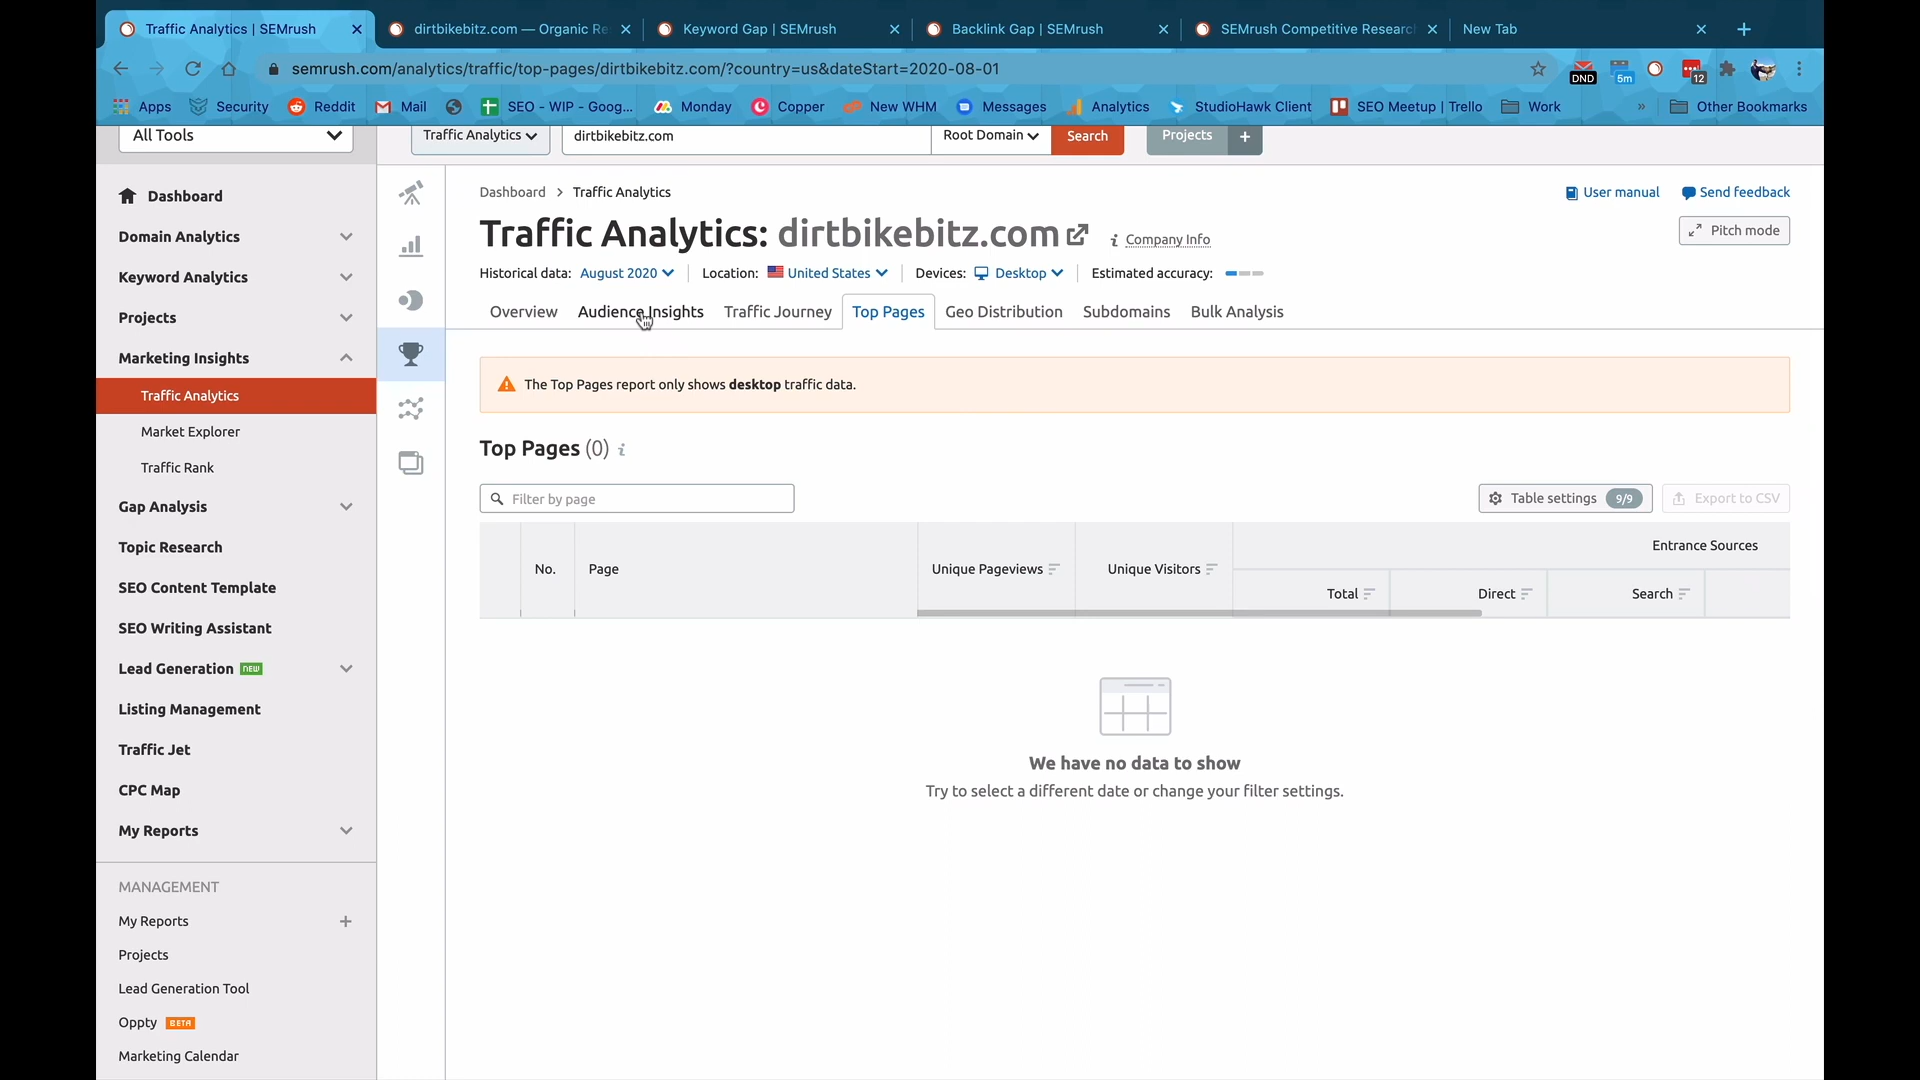 Traffic Analytics | SEMrush
dirtbikebitz.com — Organic Re
Keyword Gap | SEMrush
Backlink Gap | SEMrush
SEMrush Competitive Researc
New Tab
semrush.com/analytics/traffic/top-pages/dirtbikebitz.com/?country=us&dateStart=2020-08-01
DND
5m
12
Apps
Security
Reddit
Mail
SEO - WIP - Goog...
Monday
Copper
New WHM
Messages
Analytics
StudioHawk Client
SEO Meetup | Trello
Work
»
Other Bookmarks
All Tools
Traffic Analytics
dirtbikebitz.com
Root Domain
Search
Projects
+
Dashboard
Domain Analytics
Keyword Analytics
Projects
Marketing Insights
Traffic Analytics
Market Explorer
Traffic Rank
Gap Analysis
Topic Research
SEO Content Template
SEO Writing Assistant
Lead Generation NEW
Listing Management
Traffic Jet
CPC Map
My Reports
MANAGEMENT
My Reports +
Projects
Lead Generation Tool
Oppty BETA
Marketing Calendar
Dashboard > Traffic Analytics
User manual
Send feedback
Traffic Analytics: dirtbikebitz.com
i Company Info
Pitch mode
Historical data: August 2020
Location: United States
Devices: Desktop
Estimated accuracy:
Overview
Audience Insights
Traffic Journey
Top Pages
Geo Distribution
Subdomains
Bulk Analysis
The Top Pages report only shows desktop traffic data.
Top Pages (0) i
Filter by page
Table settings 9/9
Export to CSV
No.
Page
Unique Pageviews
Unique Visitors
Entrance Sources
Total
Direct
Search
We have no data to show
Try to select a different date or change your filter settings.